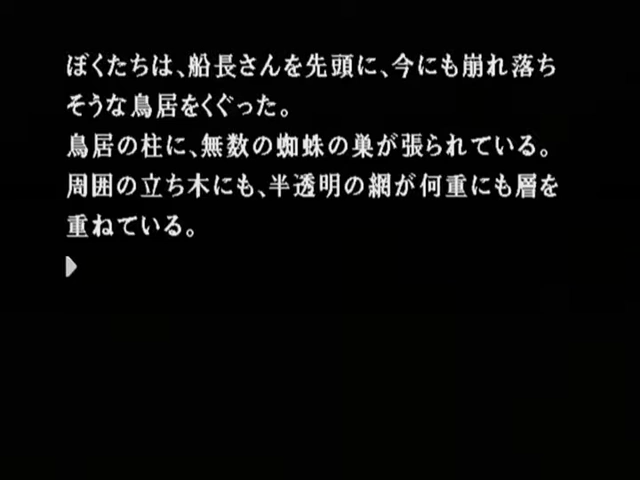 ぼくたちは、船長さんを先頭に、今にも崩れ落ち
そうな鳥居をくぐった。
鳥居の柱に、無数の蜘蛛の巣が張られている。
周囲の立ち木にも、半透明の網が何重にも層を
重ねている。